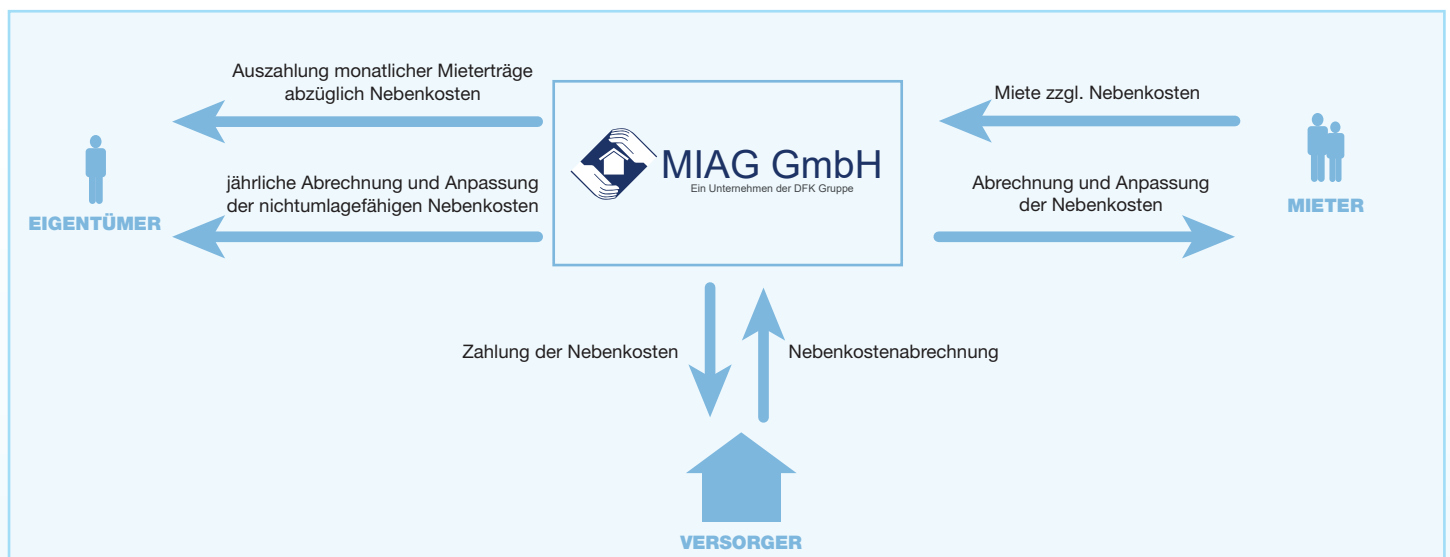 Auszahlung monatlicher Mieterträge
abzüglich Nebenkosten
jährliche Abrechnung und Anpassung
der nichtumlagefähigen Nebenkosten
EIGENTÜMER
MIAG GmbH
Ein Unternehmen der DFK Gruppe
Miete zzgl. Nebenkosten
Abrechnung und Anpassung
der Nebenkosten
MIETER
Zahlung der Nebenkosten
Nebenkostenabrechnung
VERSORGER